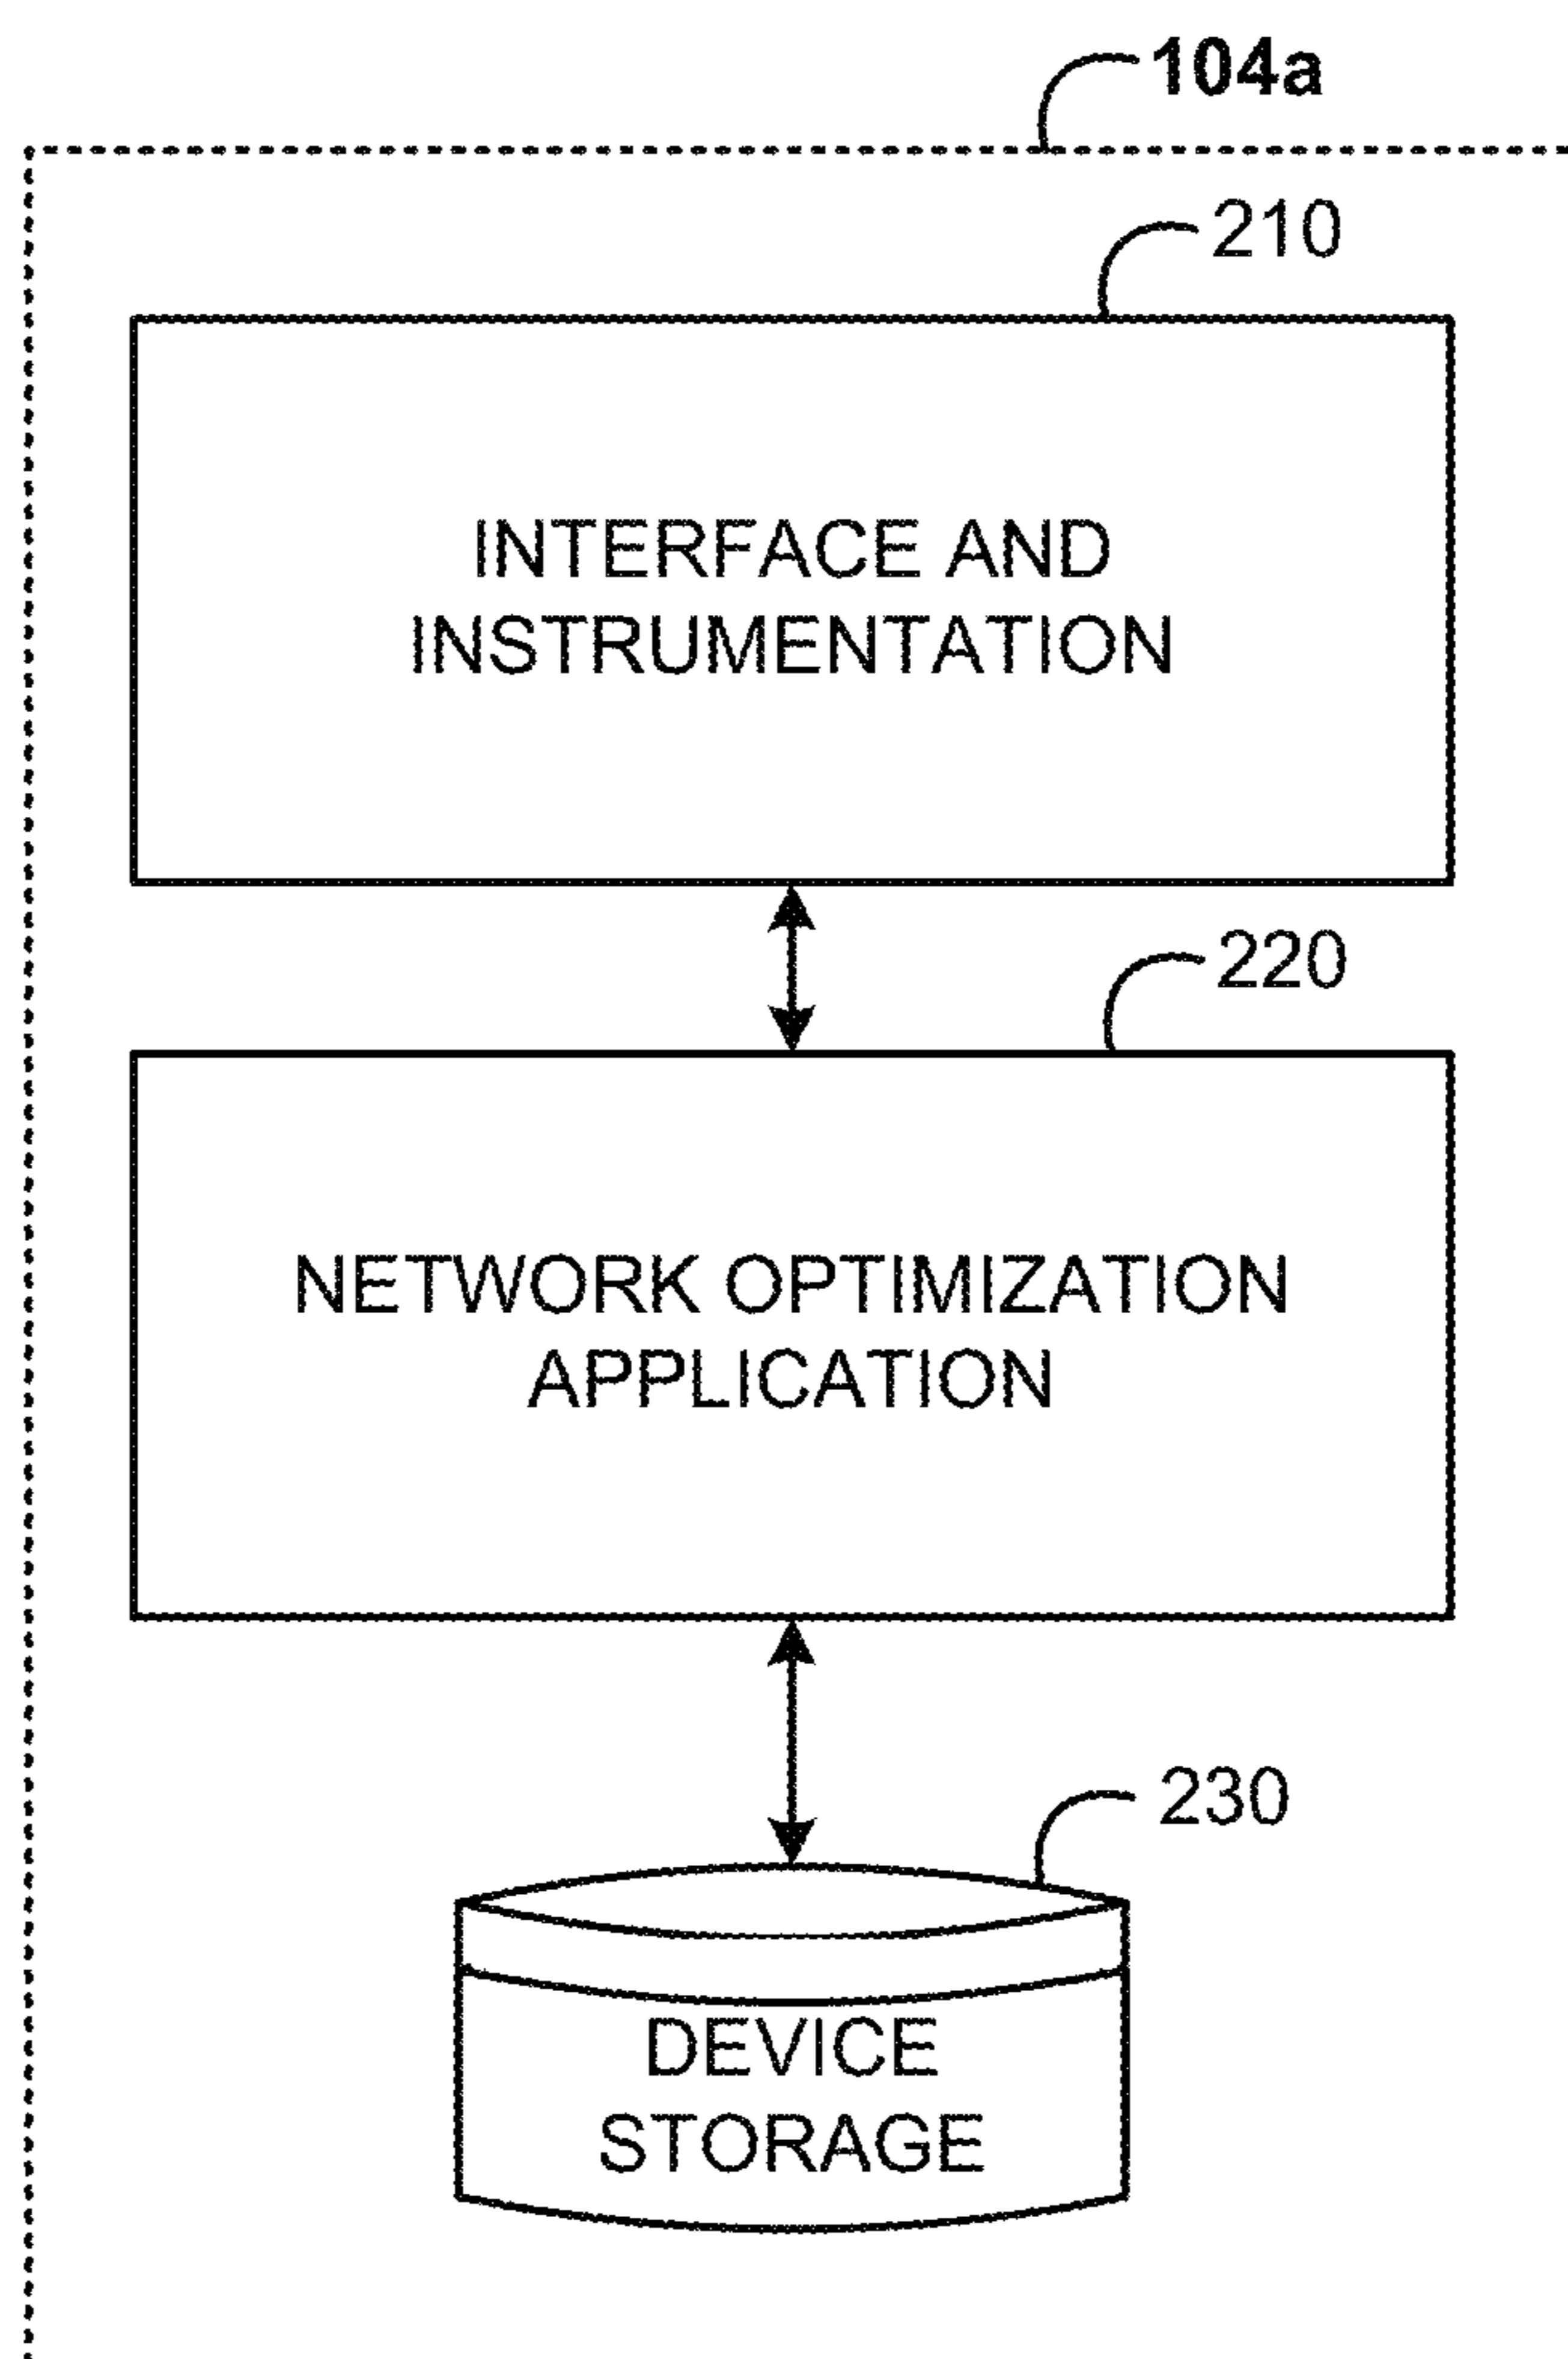 104a
210
INTERFACE AND
INSTRUMENTATION
220
NETWORK OPTIMIZATION
APPLICATION
230
DEVICE
STORAGE